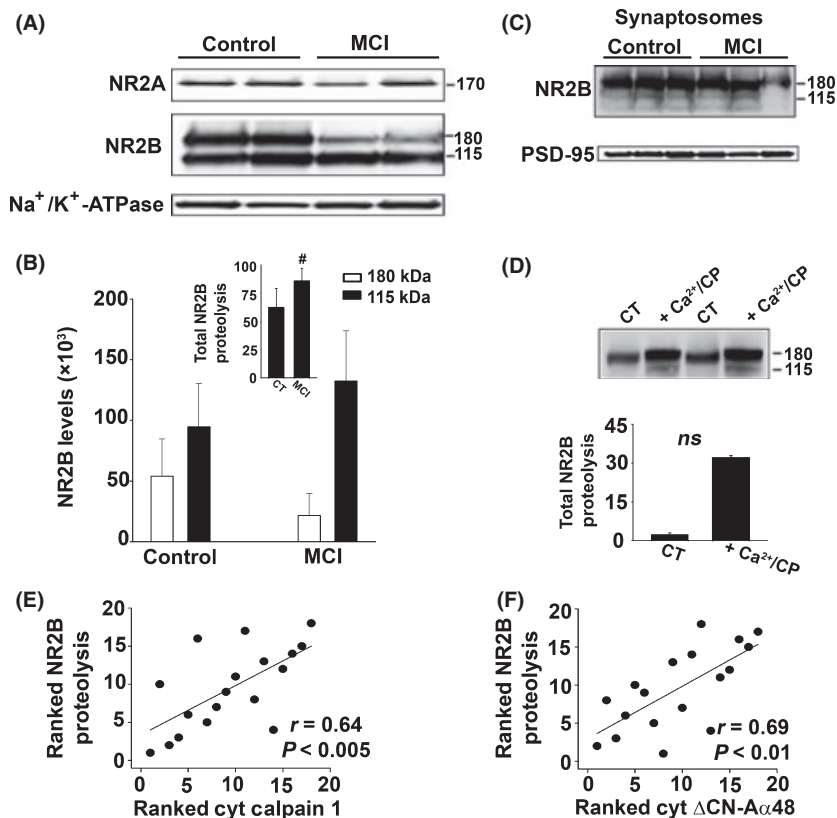 (A)
Control MCI
NR2A
170
NR2B
180
115
Na⁺/K⁺-ATPase
(C)
Synaptosomes
Control MCI
NR2B
180
115
PSD-95
(B)
NR2B levels (×10³)
200
150
100
50
0
Control MCI
Total NR2B
proteolysis
100
75
50
25
0
#
CT MCI
180 kDa
115 kDa
(D)
CT + Ca²⁺/CP CT + Ca²⁺/CP
180
115
Total NR2B
proteolysis
45
30
15
0
ns
CT + Ca²⁺/CP
(E)
Ranked NR2B
proteolysis
20
15
10
5
0
r = 0.64
P < 0.005
0 5 10 15 20
Ranked cyt calpain 1
(F)
Ranked NR2B
proteolysis
20
15
10
5
0
r = 0.69
P < 0.01
0 5 10 15 20
Ranked cyt ΔCN-Aα48